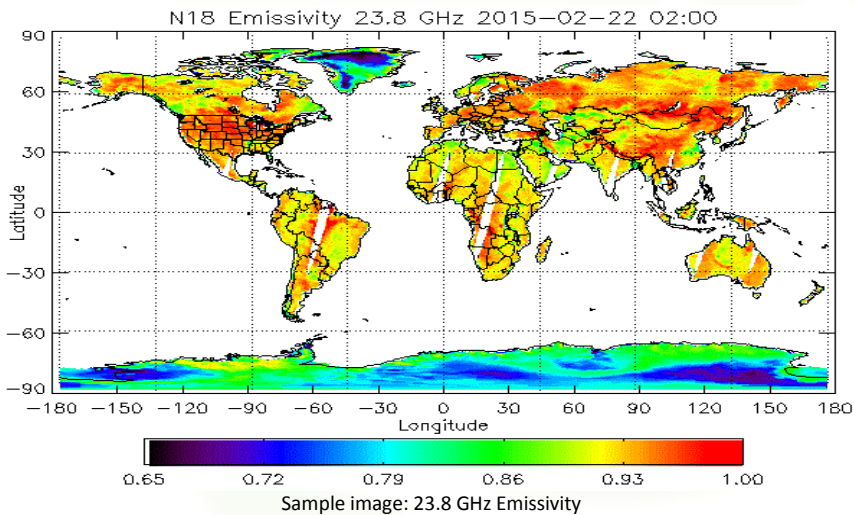 N18 Emissivity 23.8 GHz 2015−02−22 02:00
90
60
30
0
−30
−60
−90
Latitude
−180 −150 −120 −90 −60 −30 0 30 60 90 120 150 180
Longitude
0.65 0.72 0.79 0.86 0.93 1.00
Sample image: 23.8 GHz Emissivity